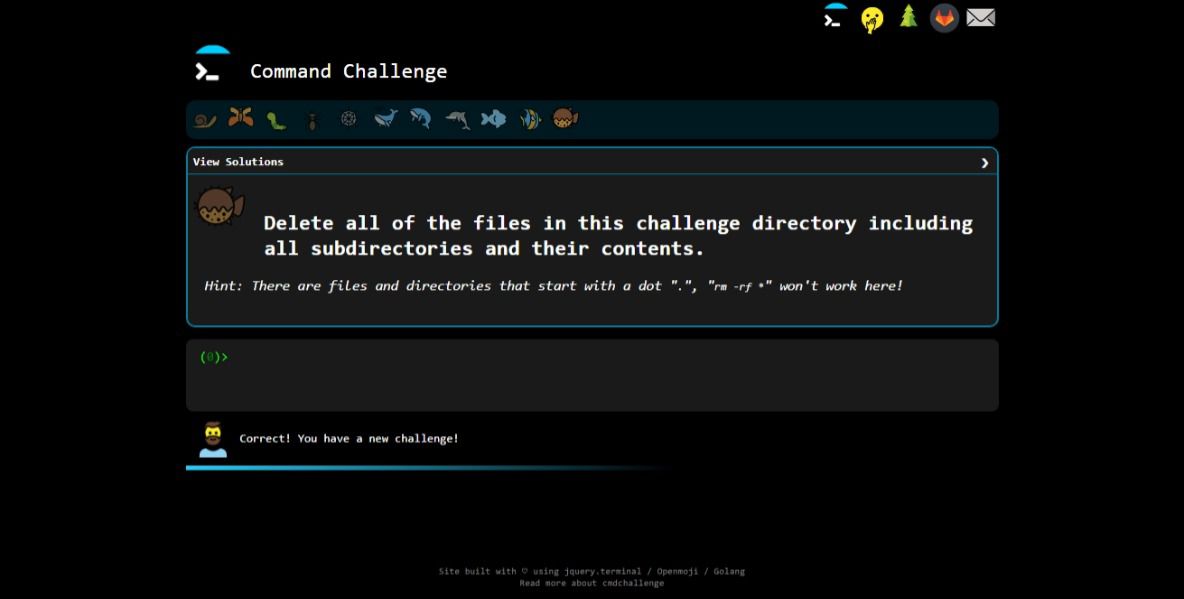 Command Challenge
View Solutions
Delete all of the files in this challenge directory including
all subdirectories and their contents.
Hint: There are files and directories that start with a dot ".", "rm -rf *" won't work here!
(0)>
Correct! You have a new challenge!
Site built with ♡ using jquery.terminal / Openmoji / Golang
Read more about cmdchallenge